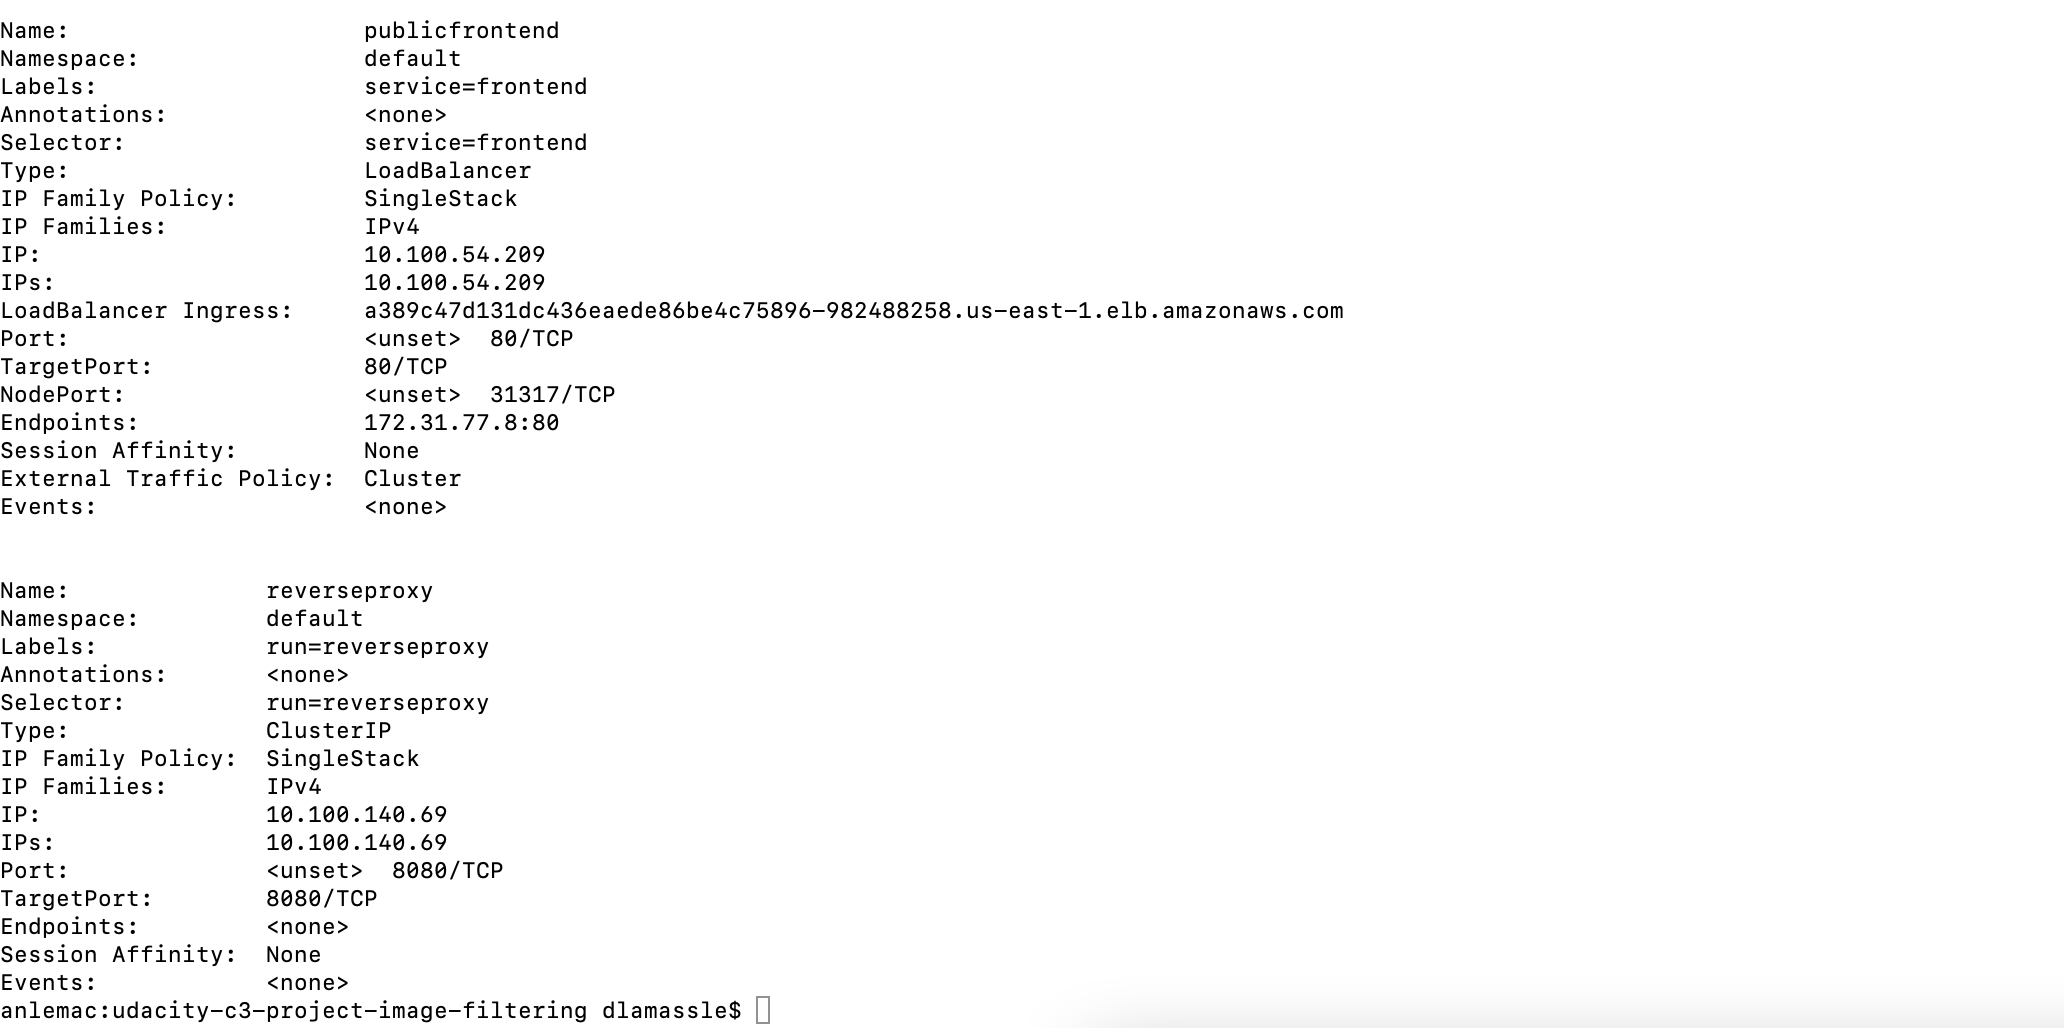 Name:                     publicfrontend
Namespace:                default
Labels:                   service=frontend
Annotations:              <none>
Selector:                 service=frontend
Type:                     LoadBalancer
IP Family Policy:         SingleStack
IP Families:              IPv4
IP:                       10.100.54.209
IPs:                      10.100.54.209
LoadBalancer Ingress:     a389c47d131dc436eaede86be4c75896-982488258.us-east-1.elb.amazonaws.com
Port:                     <unset>  80/TCP
TargetPort:               80/TCP
NodePort:                 <unset>  31317/TCP
Endpoints:                172.31.77.8:80
Session Affinity:         None
External Traffic Policy:  Cluster
Events:                   <none>
Name:              reverseproxy
Namespace:         default
Labels:            run=reverseproxy
Annotations:       <none>
Selector:          run=reverseproxy
Type:              ClusterIP
IP Family Policy:  SingleStack
IP Families:       IPv4
IP:                10.100.140.69
IPs:               10.100.140.69
Port:              <unset>  8080/TCP
TargetPort:        8080/TCP
Endpoints:         <none>
Session Affinity:  None
Events:            <none>
anlemac:udacity-c3-project-image-filtering dlamassle$